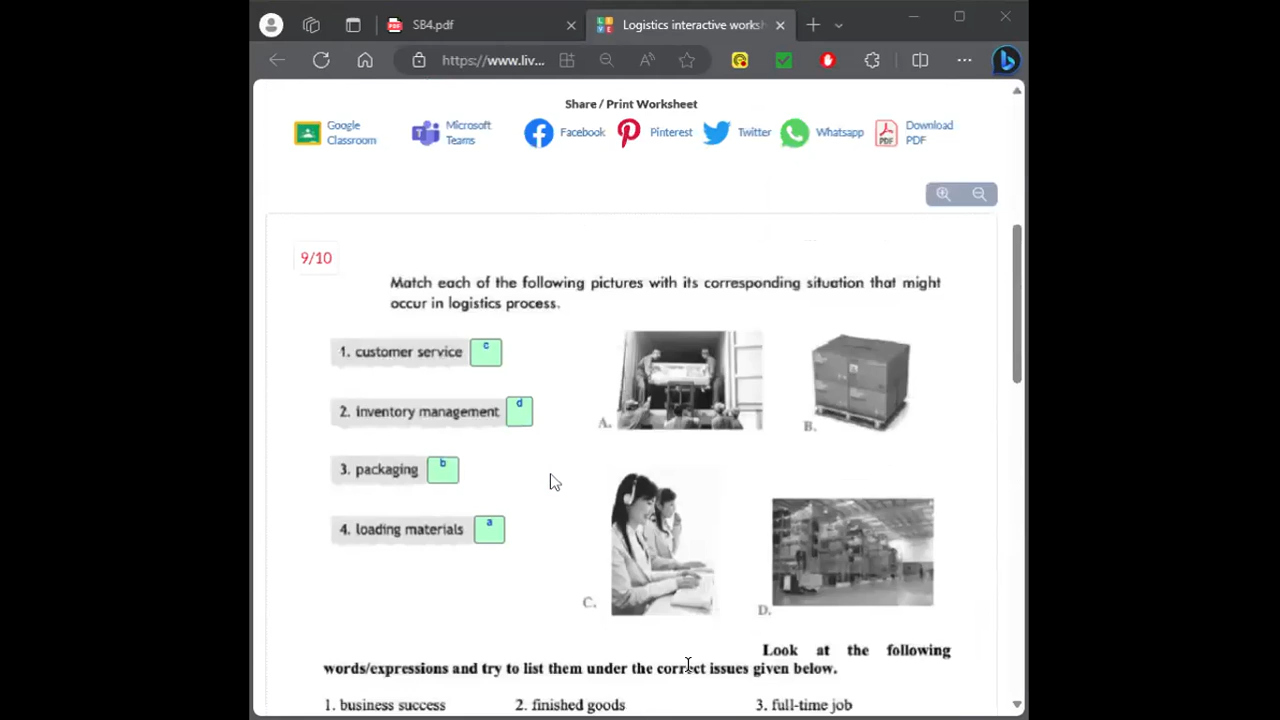 SB4.pdf
Logistics interactive works
https://www.liv...
Share / Print Worksheet
Google Classroom
Microsoft Teams
Facebook
Pinterest
Twitter
Whatsapp
Download PDF
9/10
Match each of the following pictures with its corresponding situation that might
occur in logistics process.
1. customer service c
2. inventory management d
3. packaging b
4. loading materials a
A.
B.
C.
D.
Look at the following
words/expressions and try to list them under the correct issues given below.
1. business success 2. finished goods 3. full-time job